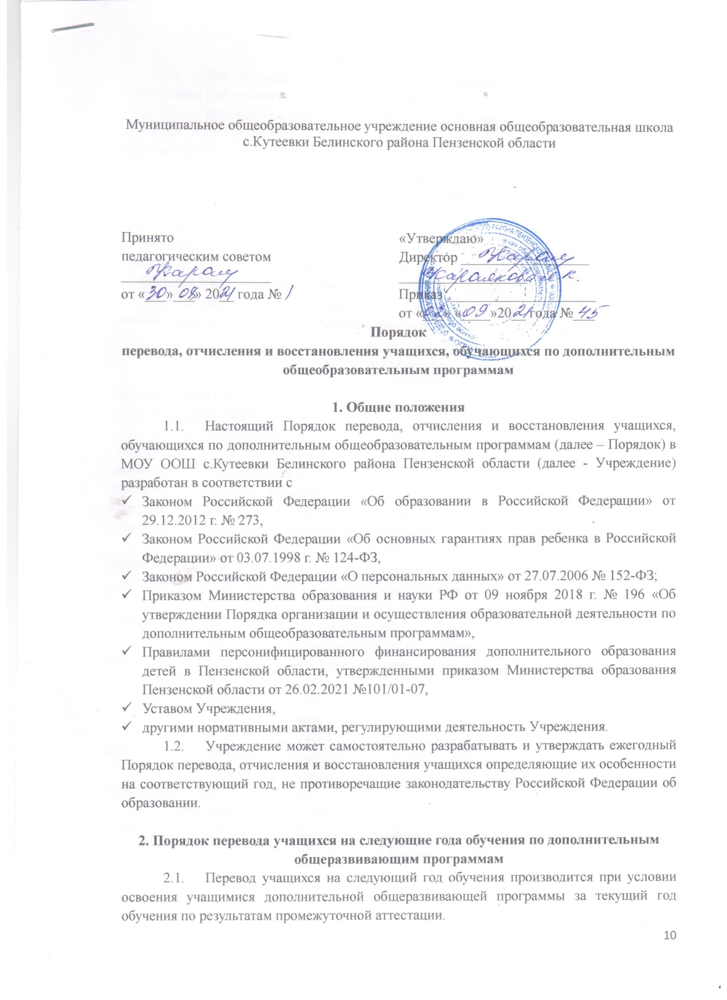 Муниципальное общеобразовательное учреждение основная общеобразовательная школа
с.Кутеевки Белинского района Пензенской области
Принято
педагогическим советом
от «30» 08» 2021 года № 1
«Утверждаю»
Директор
Приказ
от «02» «09»2021 года № 45
Порядок
перевода, отчисления и восстановления учащихся, обучающихся по дополнительным
общеобразовательным программам
1. Общие положения
1.1. Настоящий Порядок перевода, отчисления и восстановления учащихся,
обучающихся по дополнительным общеобразовательным программам (далее – Порядок) в
МОУ ООШ с.Кутеевки Белинского района Пензенской области (далее - Учреждение)
разработан в соответствии с
✓ Законом Российской Федерации «Об образовании в Российской Федерации» от
29.12.2012 г. № 273,
✓ Законом Российской Федерации «Об основных гарантиях прав ребенка в Российской
Федерации» от 03.07.1998 г. № 124-ФЗ,
✓ Законом Российской Федерации «О персональных данных» от 27.07.2006 № 152-ФЗ;
✓ Приказом Министерства образования и науки РФ от 09 ноября 2018 г. № 196 «Об
утверждении Порядка организации и осуществления образовательной деятельности по
дополнительным общеобразовательным программам»,
✓ Правилами персонифицированного финансирования дополнительного образования
детей в Пензенской области, утвержденными приказом Министерства образования
Пензенской области от 26.02.2021 №101/01-07,
✓ Уставом Учреждения,
✓ другими нормативными актами, регулирующими деятельность Учреждения.
1.2. Учреждение может самостоятельно разрабатывать и утверждать ежегодный
Порядок перевода, отчисления и восстановления учащихся определяющие их особенности
на соответствующий год, не противоречащие законодательству Российской Федерации об
образовании.
2. Порядок перевода учащихся на следующие года обучения по дополнительным
общеразвивающим программам
2.1. Перевод учащихся на следующий год обучения производится при условии
освоения учащимися дополнительной общеразвивающей программы за текущий год
обучения по результатам промежуточной аттестации.
10